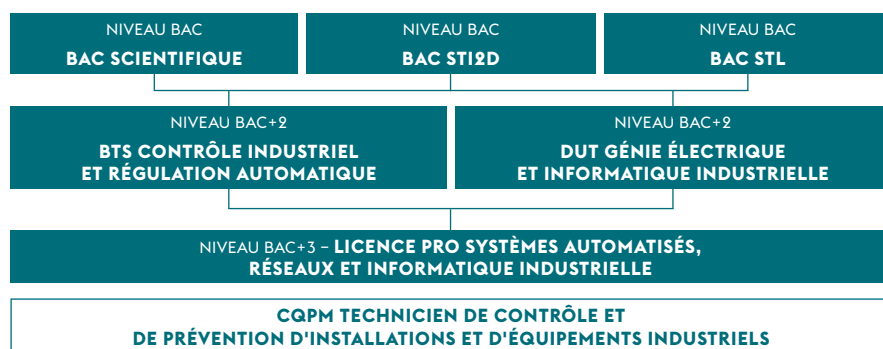 NIVEAU BAC
BAC SCIENTIFIQUE
NIVEAU BAC
BAC STI2D
NIVEAU BAC
BAC STL
NIVEAU BAC+2
BTS CONTRÔLE INDUSTRIEL
ET RÉGULATION AUTOMATIQUE
NIVEAU BAC+2
DUT GÉNIE ÉLECTRIQUE
ET INFORMATIQUE INDUSTRIELLE
NIVEAU BAC+3 – LICENCE PRO SYSTÈMES AUTOMATISÉS,
RÉSEAUX ET INFORMATIQUE INDUSTRIELLE
CQPM TECHNICIEN DE CONTRÔLE ET
DE PRÉVENTION D'INSTALLATIONS ET D'ÉQUIPEMENTS INDUSTRIELS